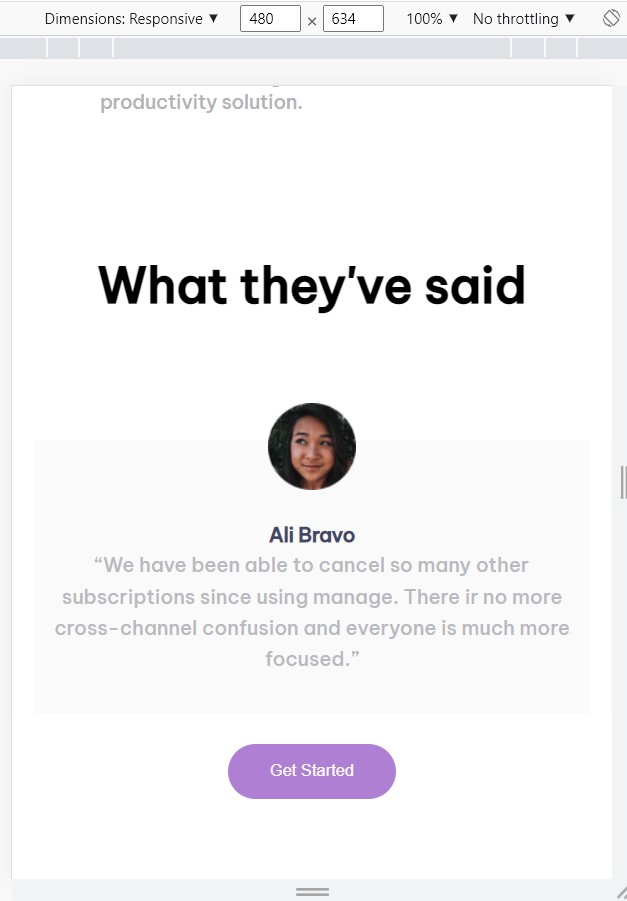 Dimensions: Responsive ▼ 480 × 634 100% ▼ No throttling ▼
productivity solution.
What they've said
Ali Bravo
“We have been able to cancel so many other
subscriptions since using manage. There ir no more
cross-channel confusion and everyone is much more
focused.”
Get Started